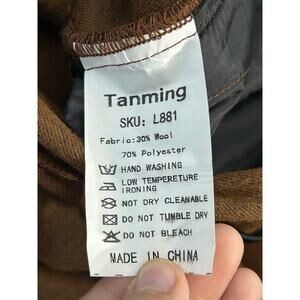 Tanming
SKU: L881
Fabric: 30% Wool
70% Polyester
HAND WASHING
LOW TEMPERETURE
IRONING
NOT DRY CLEANABLE
DO NOT TUMBLE DRY
DO NOT BLEACH
MADE IN CHINA